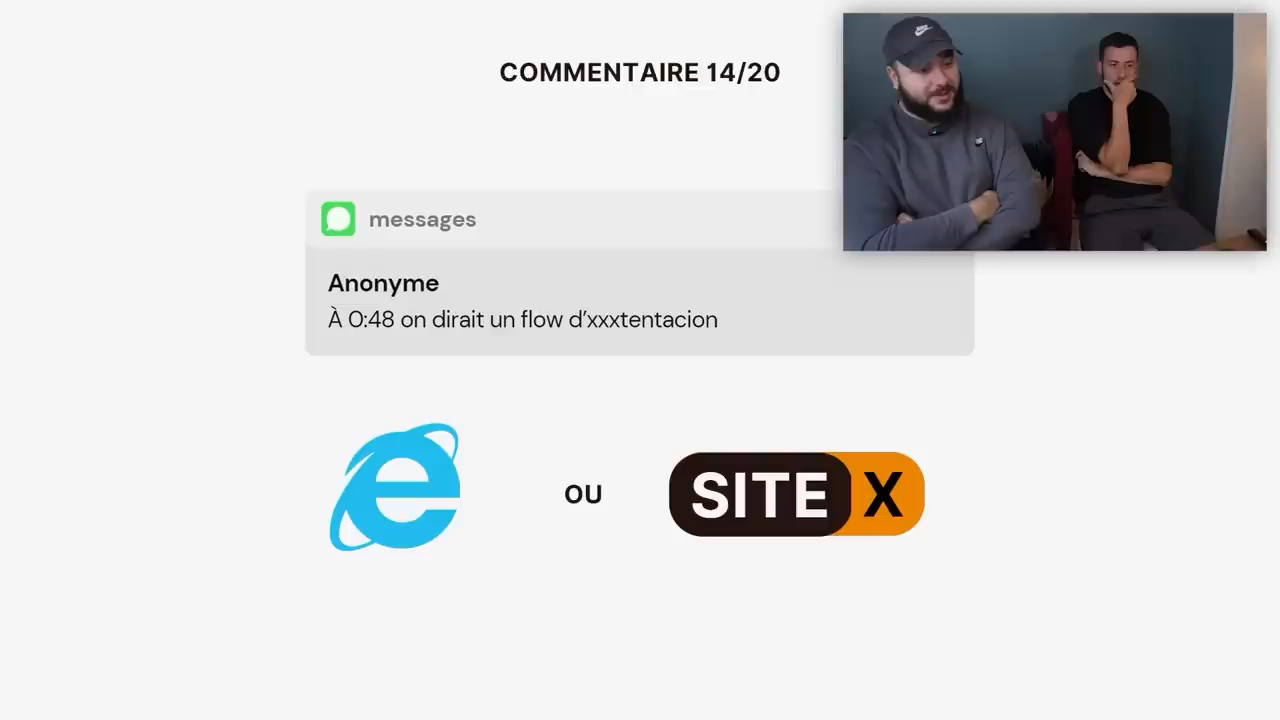 COMMENTAIRE 14/20
messages
Anonyme
À 0:48 on dirait un flow d’xxxtentacion
OU
SITE X